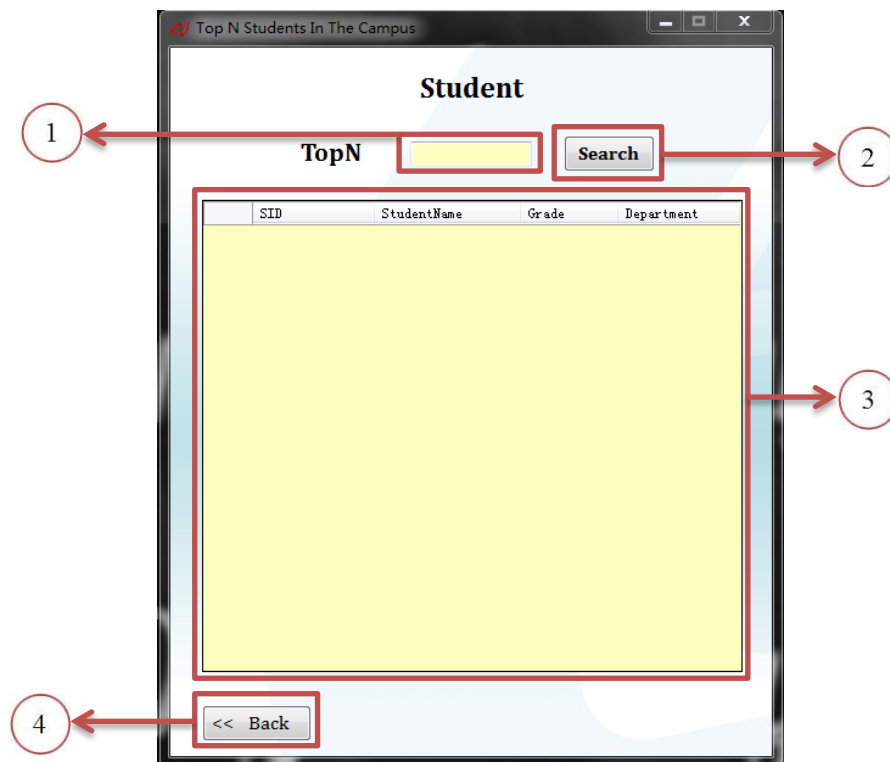 Top N Students In The Campus
Student
1
TopN
Search
2
SID StudentName Grade Department
3
<< Back
4